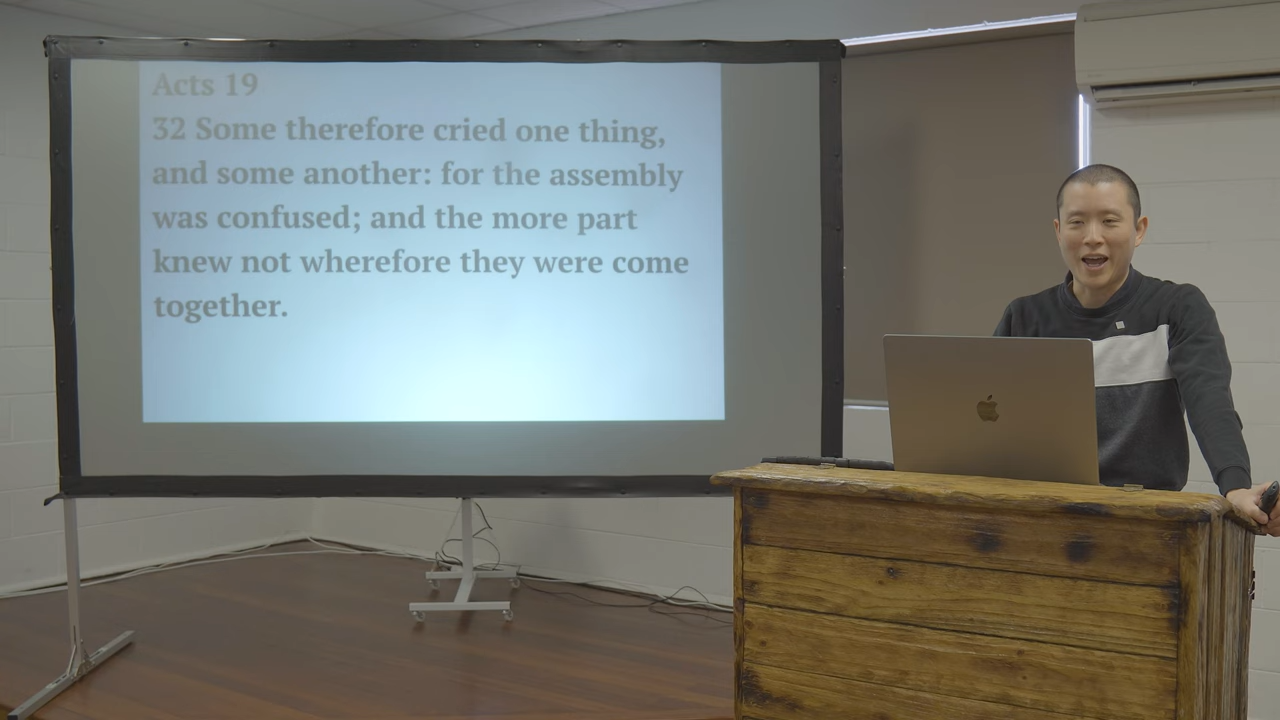 Acts 19
32 Some therefore cried one thing,
and some another: for the assembly
was confused; and the more part
knew not wherefore they were come
together.